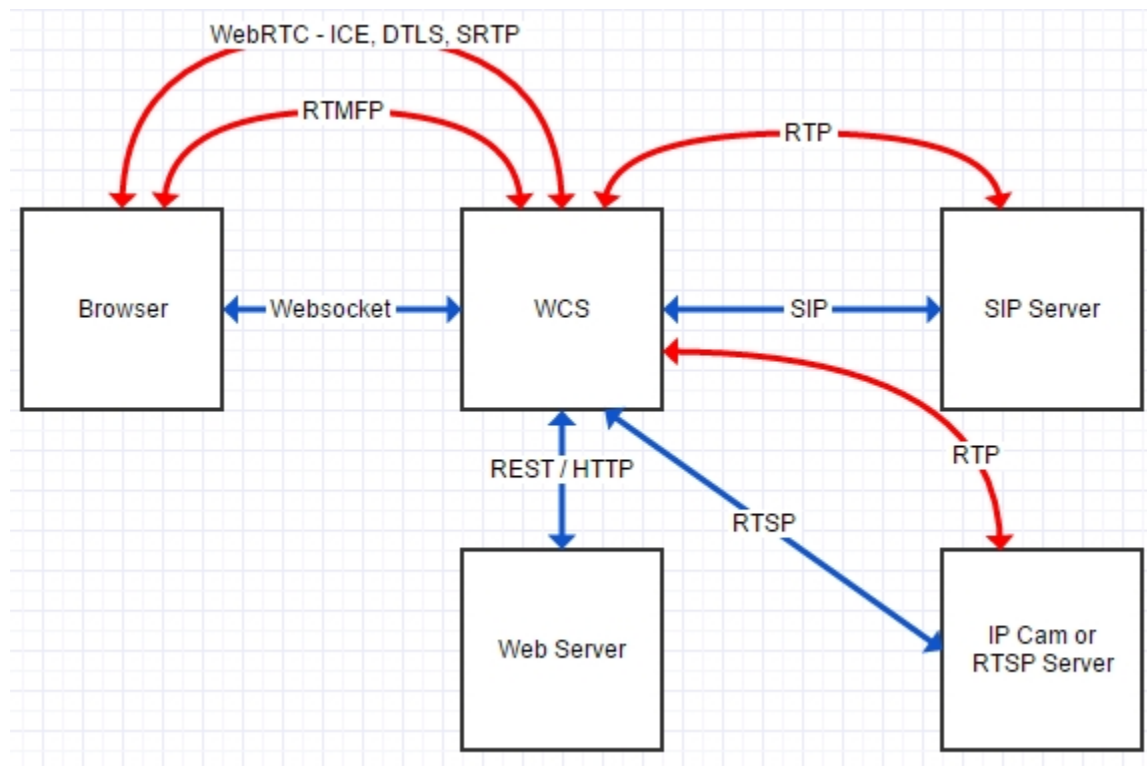 WebRTC - ICE, DTLS, SRTP
RTMFP
RTP
Browser
Websocket
WCS
SIP
SIP Server
REST / HTTP
RTP
RTSP
Web Server
IP Cam or
RTSP Server